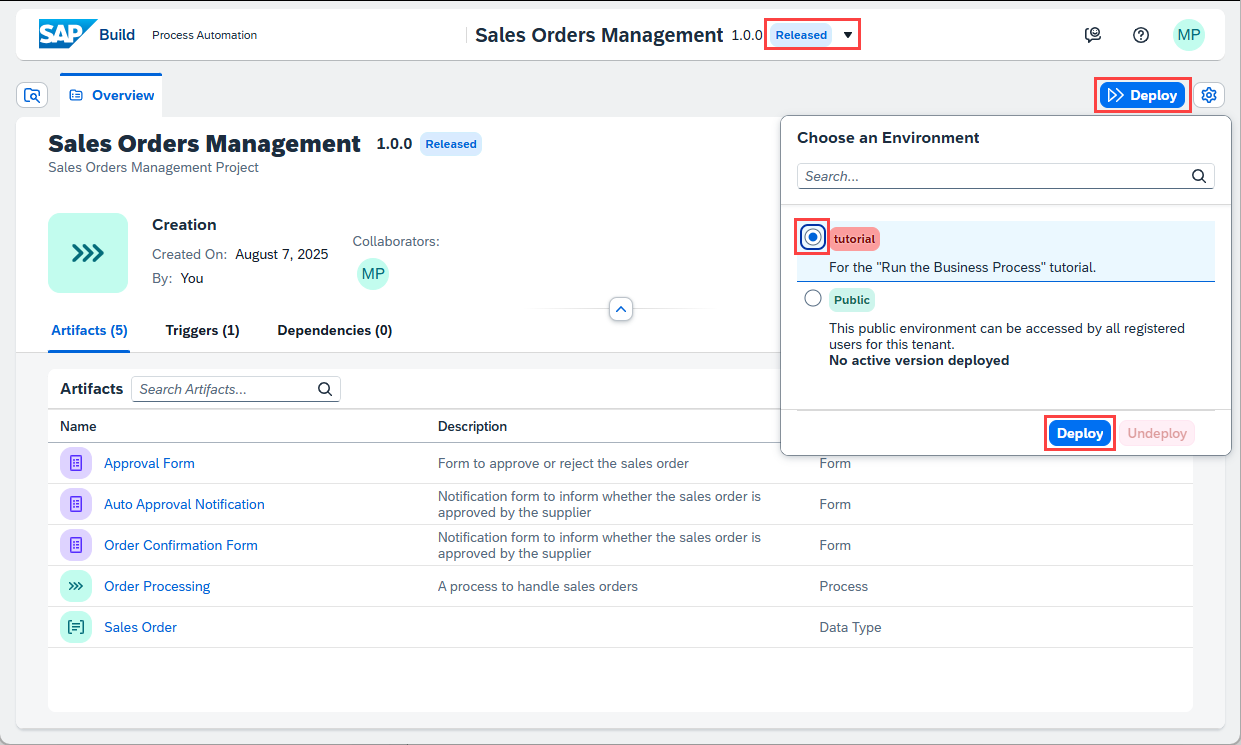 SAP Build Process Automation
Sales Orders Management 1.0.0 Released
MP
Overview
Deploy
Sales Orders Management 1.0.0 Released
Sales Orders Management Project
Creation
Created On: August 7, 2025
By: You
Collaborators:
MP
Artifacts (5) Triggers (1) Dependencies (0)
Choose an Environment
Search...
tutorial
For the "Run the Business Process" tutorial.
Public
This public environment can be accessed by all registered
users for this tenant.
No active version deployed
Deploy Undeploy
Artifacts Search Artifacts...
Name Description
Approval Form Form to approve or reject the sales order Form
Auto Approval Notification Notification form to inform whether the sales order is
approved by the supplier Form
Order Confirmation Form Notification form to inform whether the sales order is
approved by the supplier Form
Order Processing A process to handle sales orders Process
Sales Order Data Type